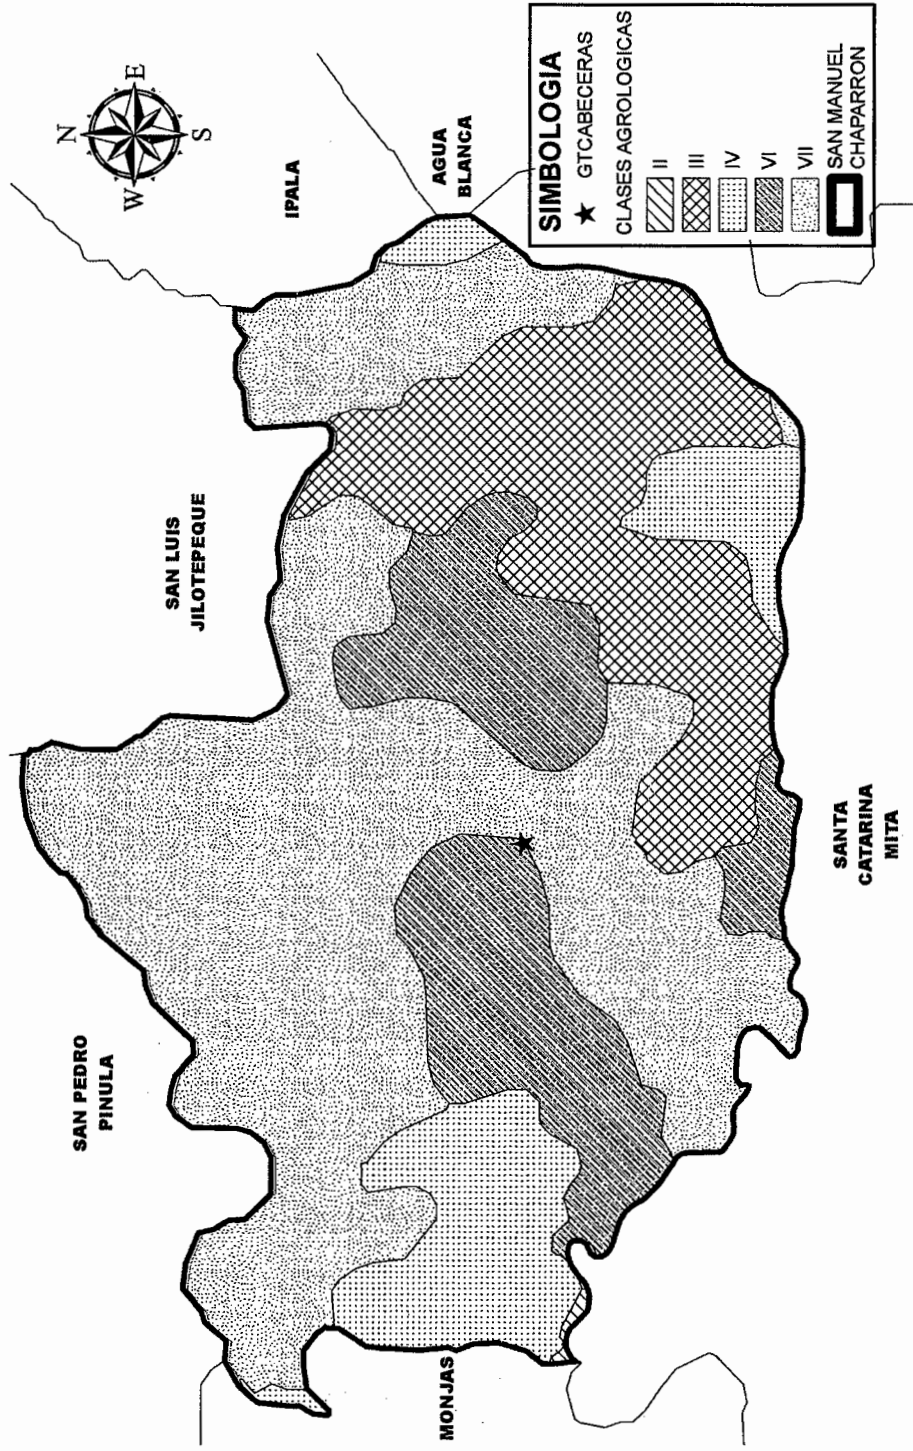 N
W
E
S
SAN PEDRO
PINULA
SAN LUIS
JILOTEPEQUE
IPALA
AGUA
BLANCA
MONJAS
SANTA
CATARINA
MITA
SIMBOLOGIA
GTCABECERAS
CLASES AGROLOGICAS
II
III
IV
VI
VII
SAN MANUEL
CHAPARRON